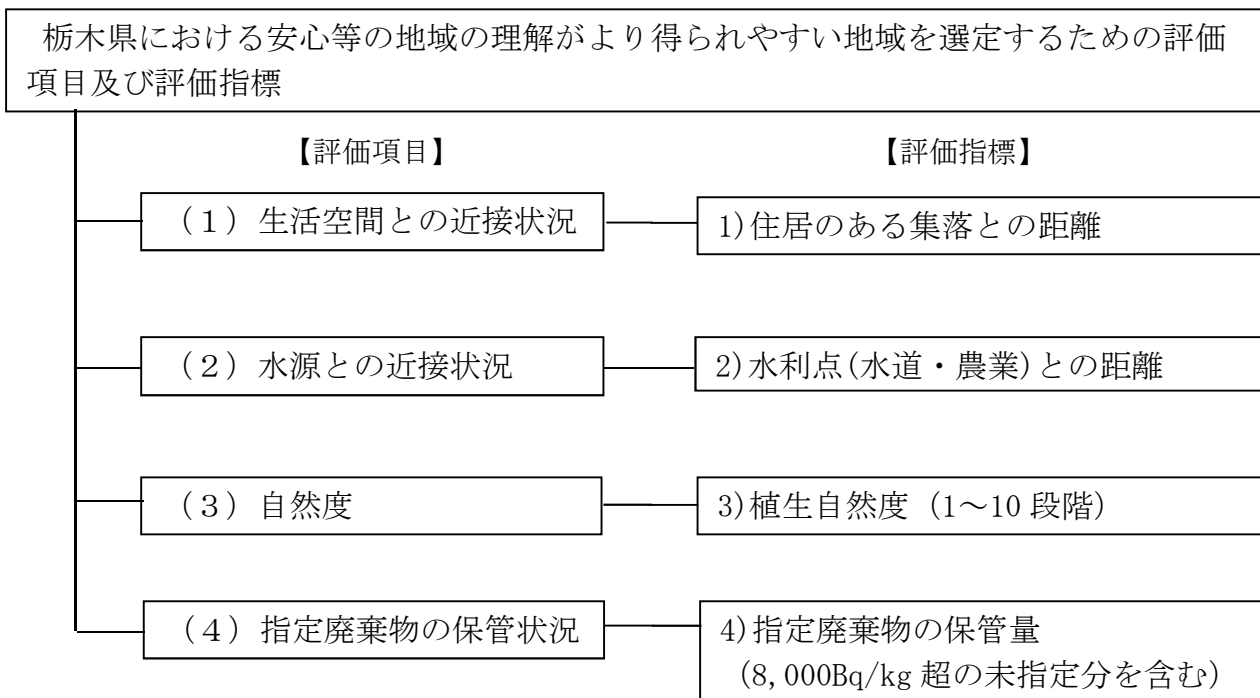 栃木県における安心等の地域の理解がより得られやすい地域を選定するための評価
項目及び評価指標
【評価項目】 【評価指標】
（１）生活空間との近接状況 1)住居のある集落との距離
（２）水源との近接状況 2)水利点(水道・農業)との距離
（３）自然度 3)植生自然度（1～10 段階）
（４）指定廃棄物の保管状況 4)指定廃棄物の保管量
（8,000Bq/kg 超の未指定分を含む）